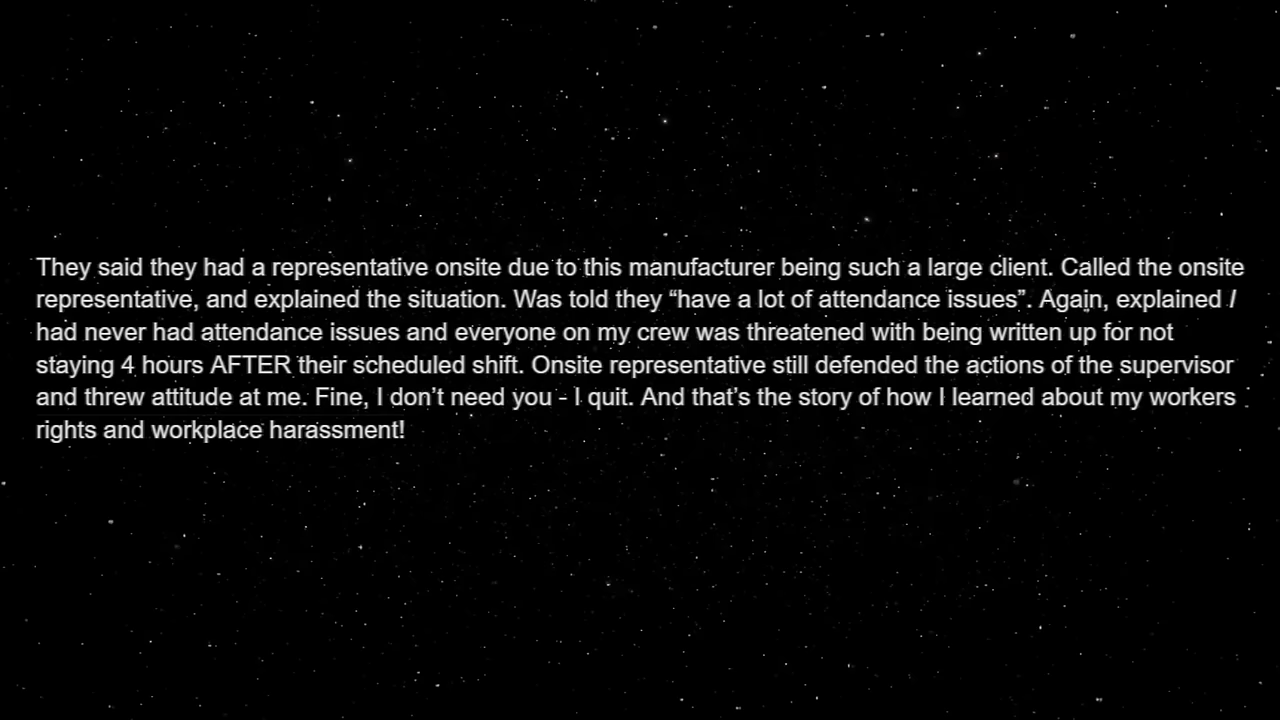 They said they had a representative onsite due to this manufacturer being such a large client. Called the onsite
representative, and explained the situation. Was told they “have a lot of attendance issues”. Again, explained I
had never had attendance issues and everyone on my crew was threatened with being written up for not
staying 4 hours AFTER their scheduled shift. Onsite representative still defended the actions of the supervisor
and threw attitude at me. Fine, I don’t need you - I quit. And that’s the story of how I learned about my workers
rights and workplace harassment!